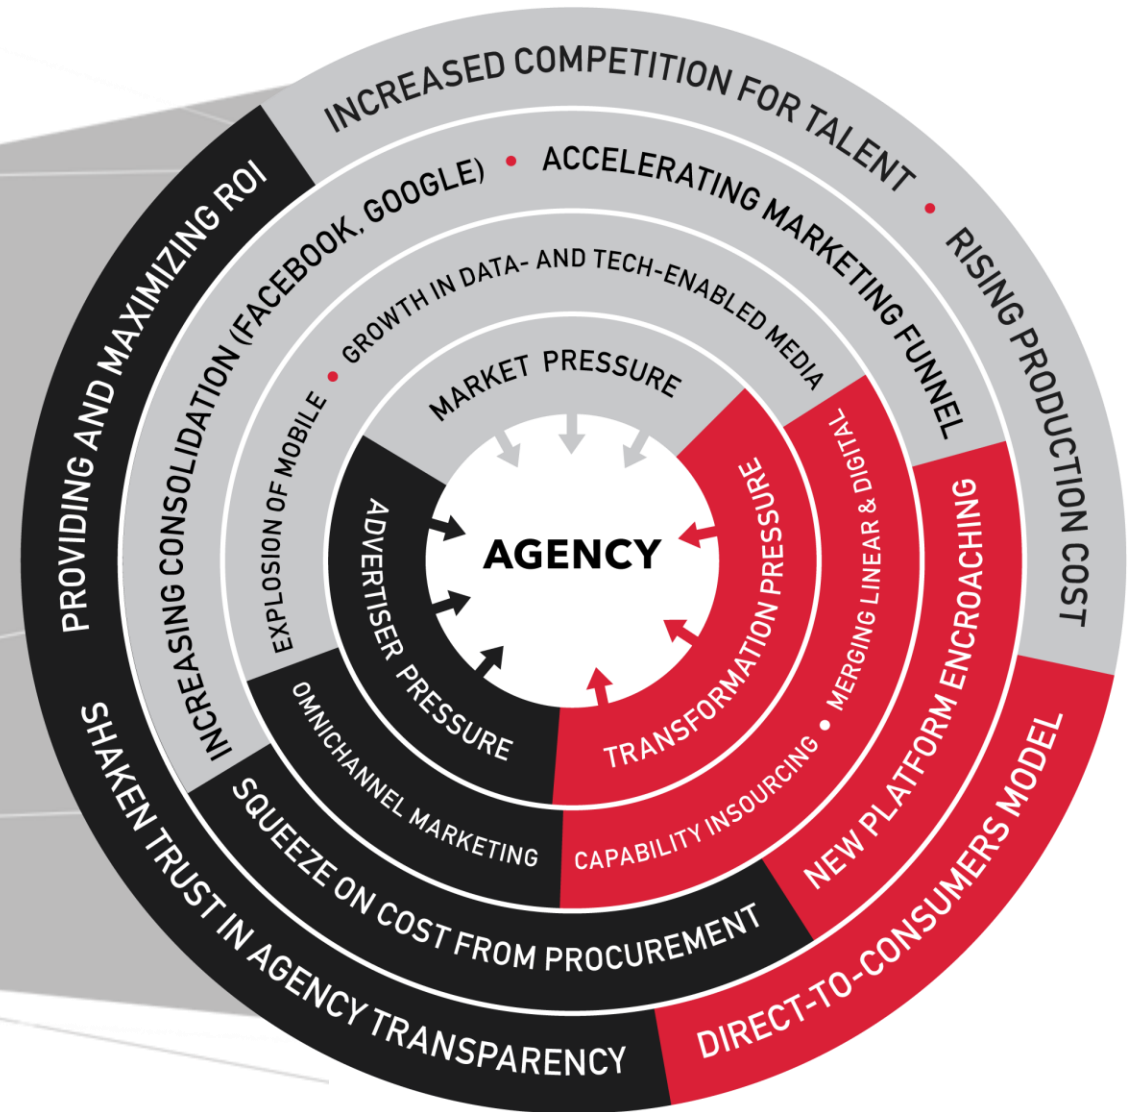 INCREASED COMPETITION FOR TALENT • RISING PRODUCTION COST
INCREASING CONSOLIDATION (FACEBOOK, GOOGLE) • ACCELERATING MARKETING FUNNEL
EXPLOSION OF MOBILE • GROWTH IN DATA- AND TECH-ENABLED MEDIA
MARKET PRESSURE
AGENCY
ADVERTISER PRESSURE
OMNICHANNEL MARKETING
SQUEEZE ON COST FROM PROCUREMENT
PROVIDING AND MAXIMIZING ROI
SHAKEN TRUST IN AGENCY TRANSPARENCY
TRANSFORMATION PRESSURE
CAPABILITY INSOURCING • MERGING LINEAR & DIGITAL
NEW PLATFORM ENCROACHING
DIRECT-TO-CONSUMERS MODEL